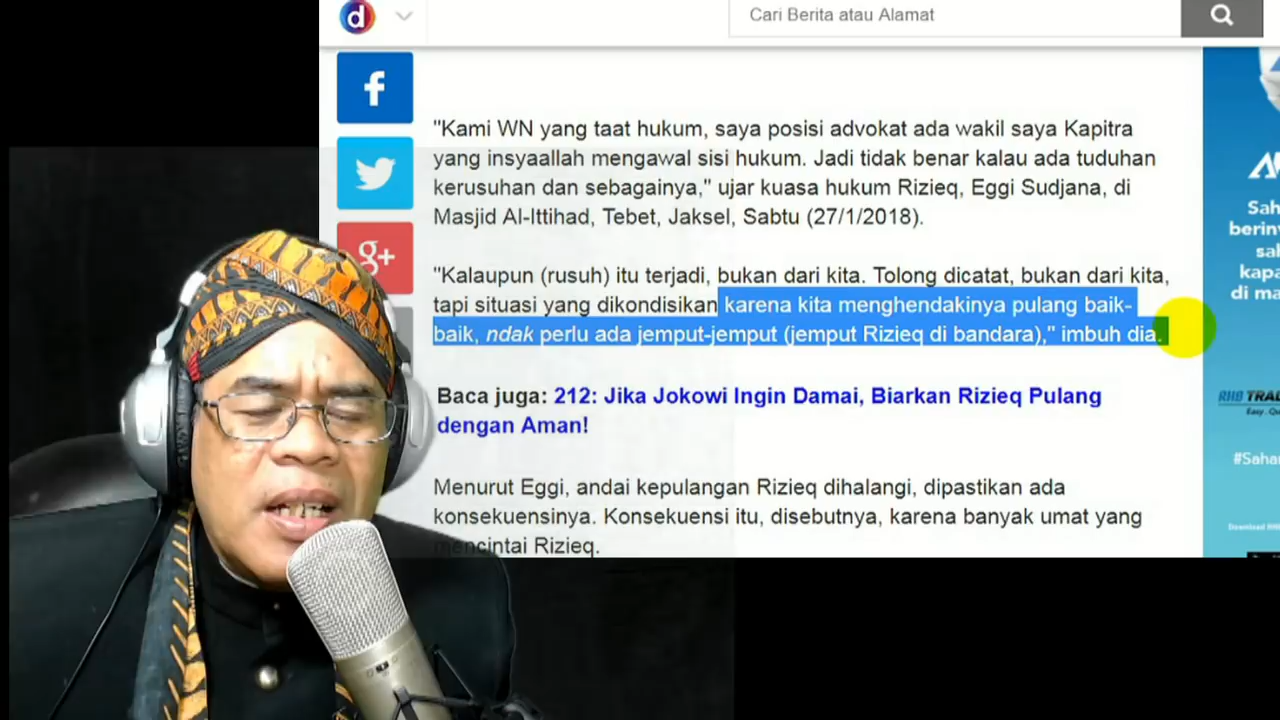 d
Cari Berita atau Alamat
f
"Kami WN yang taat hukum, saya posisi advokat ada wakil saya Kapitra
yang insyaallah mengawal sisi hukum. Jadi tidak benar kalau ada tuduhan
kerusuhan dan sebagainya," ujar kuasa hukum Rizieq, Eggi Sudjana, di
Masjid Al-Ittihad, Tebet, Jaksel, Sabtu (27/1/2018).
g+
"Kalaupun (rusuh) itu terjadi, bukan dari kita. Tolong dicatat, bukan dari kita,
tapi situasi yang dikondisikan karena kita menghendakinya pulang baik-
baik, ndak perlu ada jemput-jemput (jemput Rizieq di bandara)," imbuh dia.
Baca juga: 212: Jika Jokowi Ingin Damai, Biarkan Rizieq Pulang
dengan Aman!
Menurut Eggi, andai kepulangan Rizieq dihalangi, dipastikan ada
konsekuensinya. Konsekuensi itu, disebutnya, karena banyak umat yang
mencintai Rizieq.
di
RHB
#Sahar